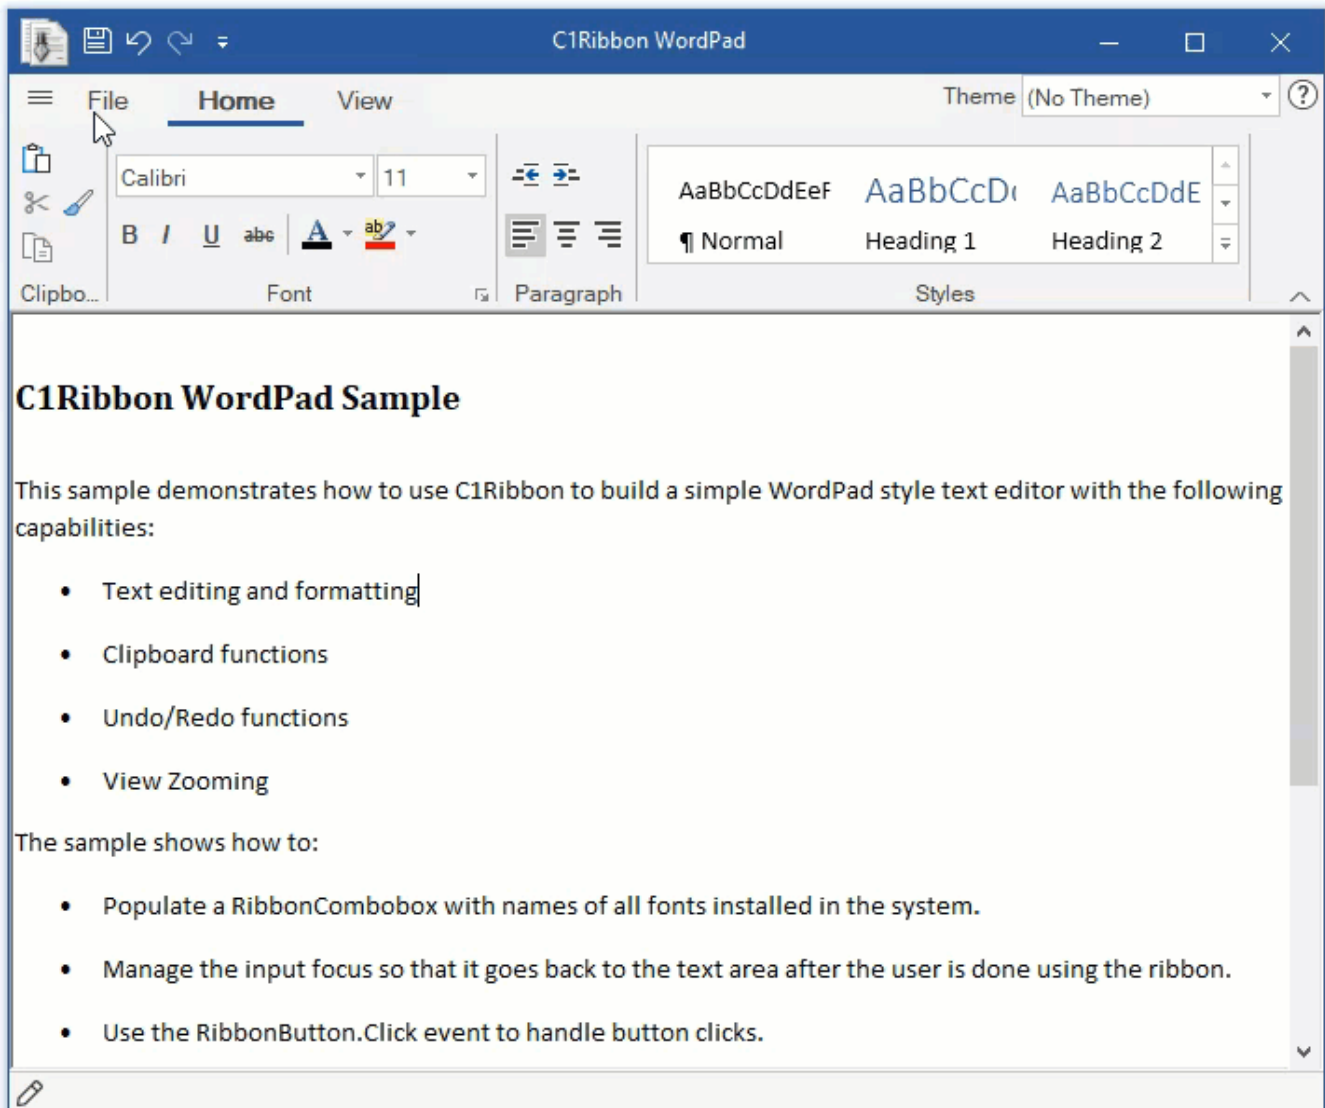 C1Ribbon WordPad
File Home View Theme (No Theme)
Calibri 11
AaBbCcDdEeF AaBbCcD AaBbCcDdE
B I U abc A ab
¶ Normal Heading 1 Heading 2
Clipbo... Font Paragraph Styles
C1Ribbon WordPad Sample
This sample demonstrates how to use C1Ribbon to build a simple WordPad style text editor with the following
capabilities:
• Text editing and formatting
• Clipboard functions
• Undo/Redo functions
• View Zooming
The sample shows how to:
• Populate a RibbonCombobox with names of all fonts installed in the system.
• Manage the input focus so that it goes back to the text area after the user is done using the ribbon.
• Use the RibbonButton.Click event to handle button clicks.